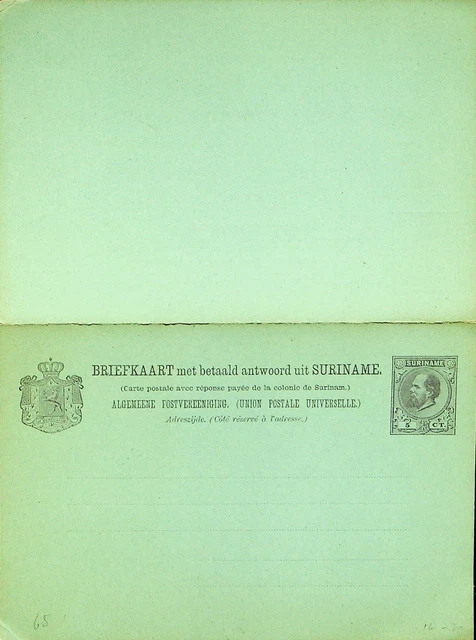 BRIEFKAART met betaald antwoord uit SURINAME.
(Carte postale avec réponse payée de la colonie de Surinam.)
ALGEMEENE POSTVEREENIGING. (UNION POSTALE UNIVERSELLE.)
Adreszijde. (Côté réservé à l'adresse.)
SURINAME
5 CT.
68